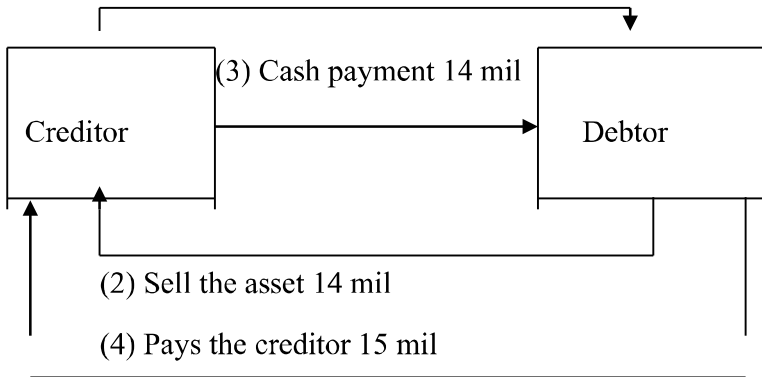 (3) Cash payment 14 mil
Creditor
Debtor
(2) Sell the asset 14 mil
(4) Pays the creditor 15 mil